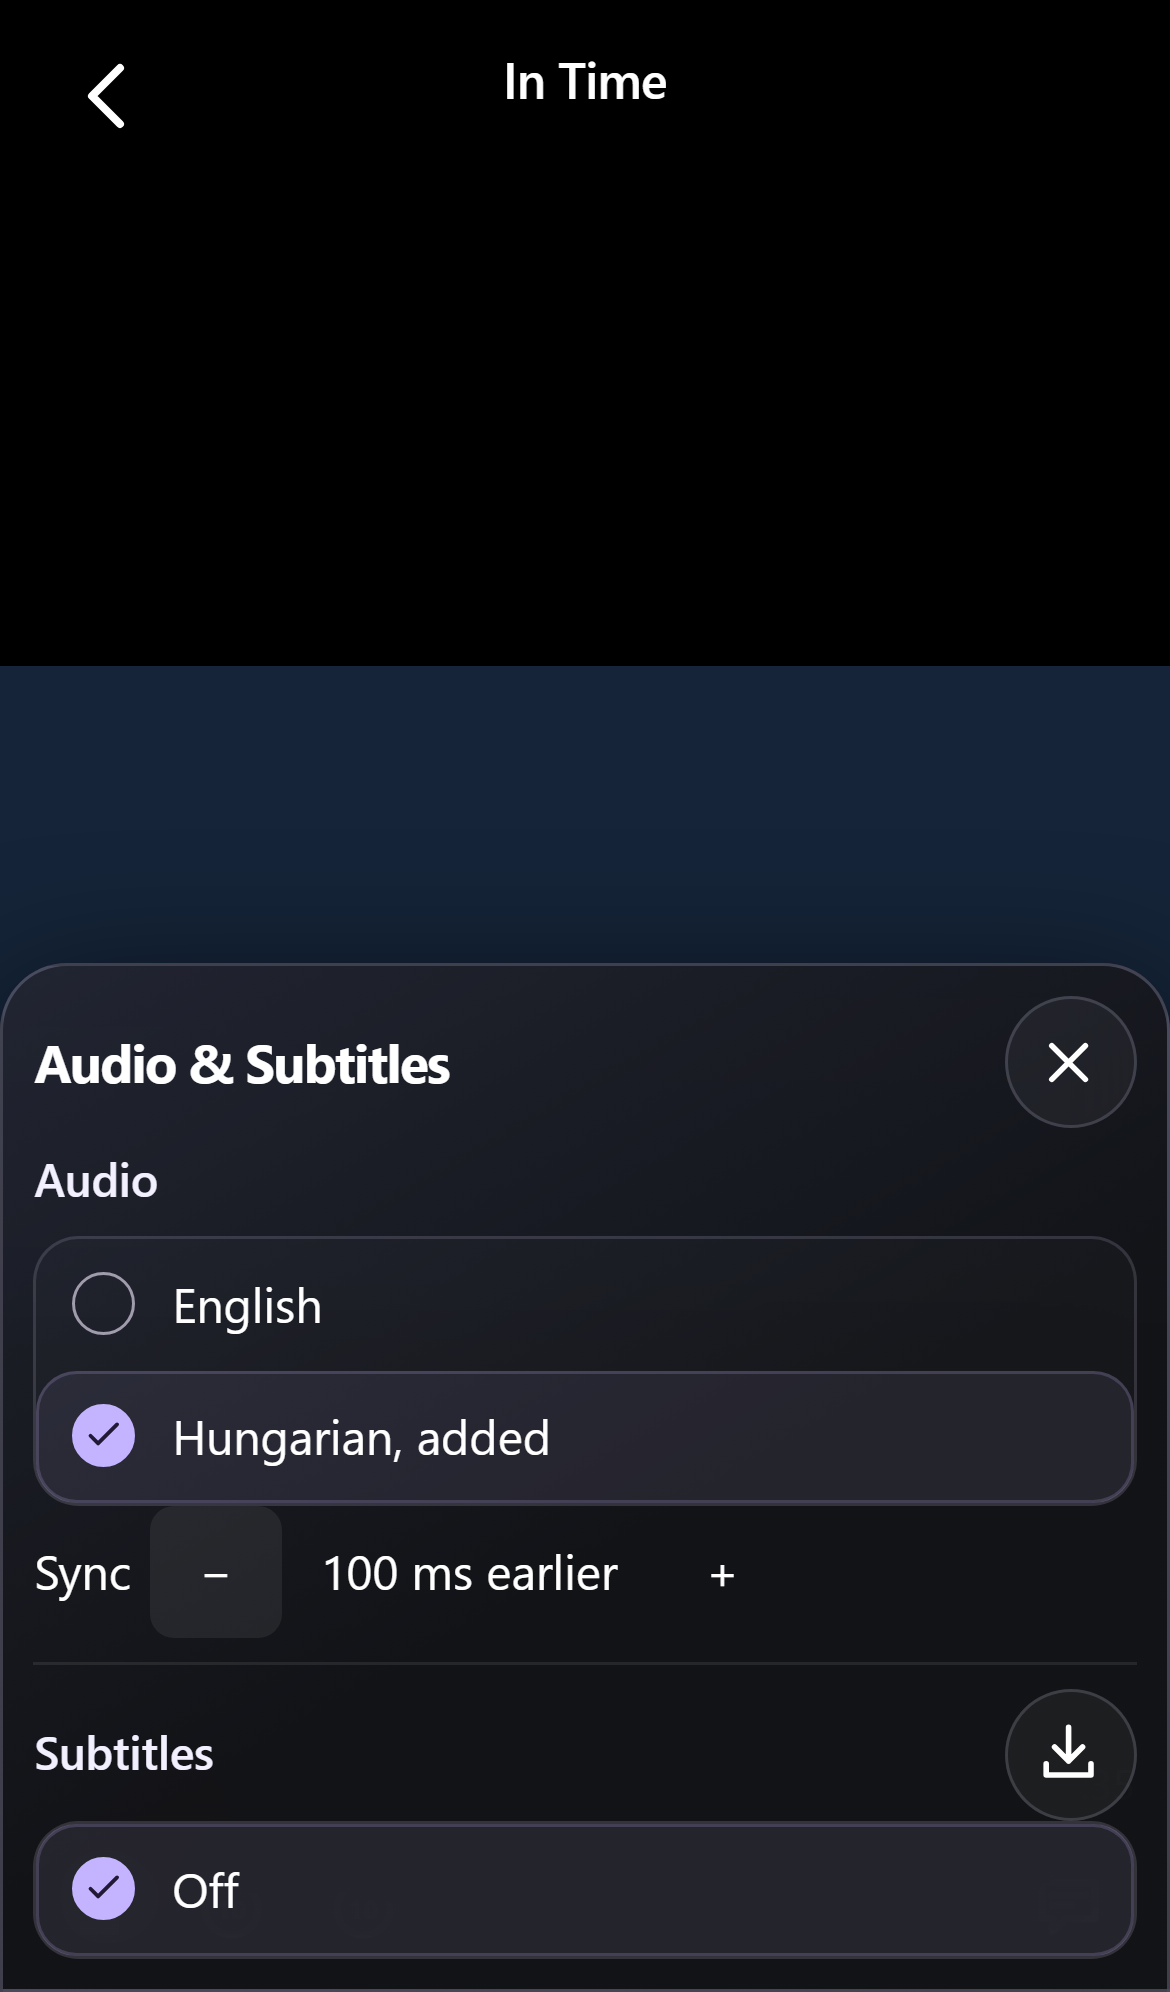 In Time
Audio & Subtitles
Audio
English
Hungarian, added
Sync − 100 ms earlier +
Subtitles
Off